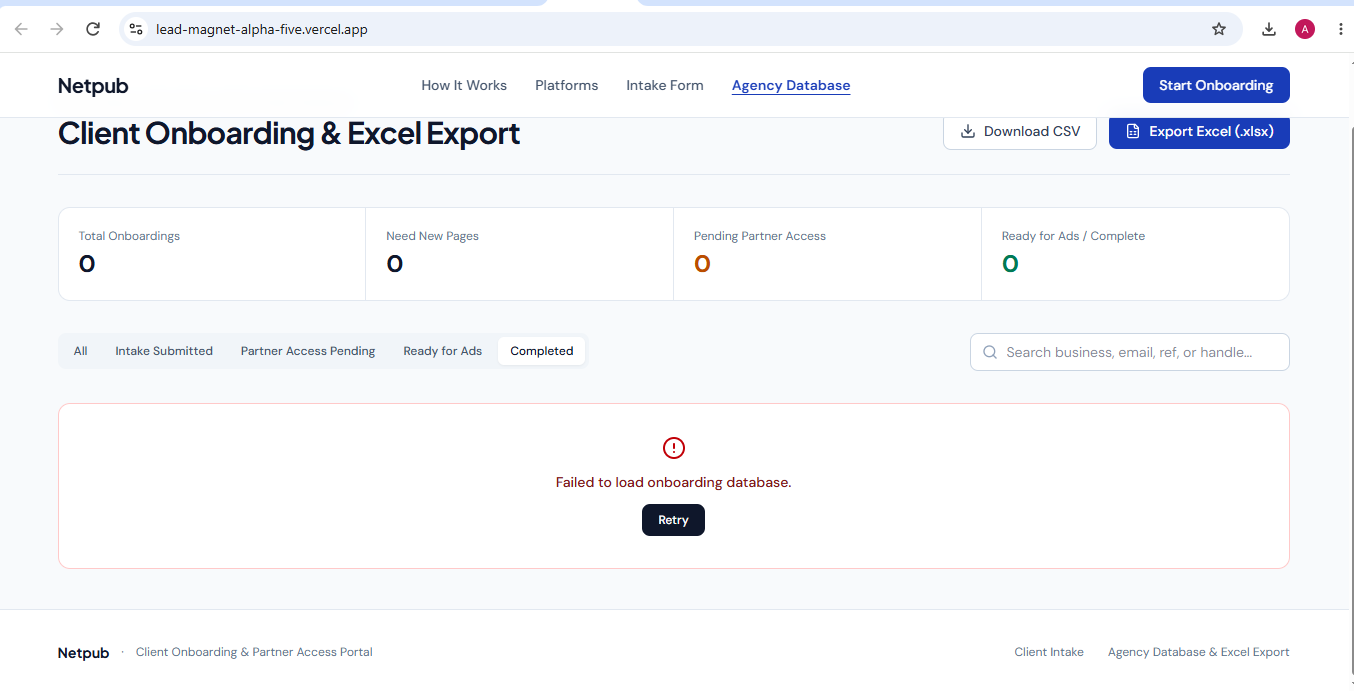 lead-magnet-alpha-five.vercel.app
A
Netpub
How It Works
Platforms
Intake Form
Agency Database
Start Onboarding
Client Onboarding & Excel Export
Download CSV
Export Excel (.xlsx)
Total Onboardings
0
Need New Pages
0
Pending Partner Access
0
Ready for Ads / Complete
0
All
Intake Submitted
Partner Access Pending
Ready for Ads
Completed
Search business, email, ref, or handle...
Failed to load onboarding database.
Retry
Netpub · Client Onboarding & Partner Access Portal
Client Intake
Agency Database & Excel Export